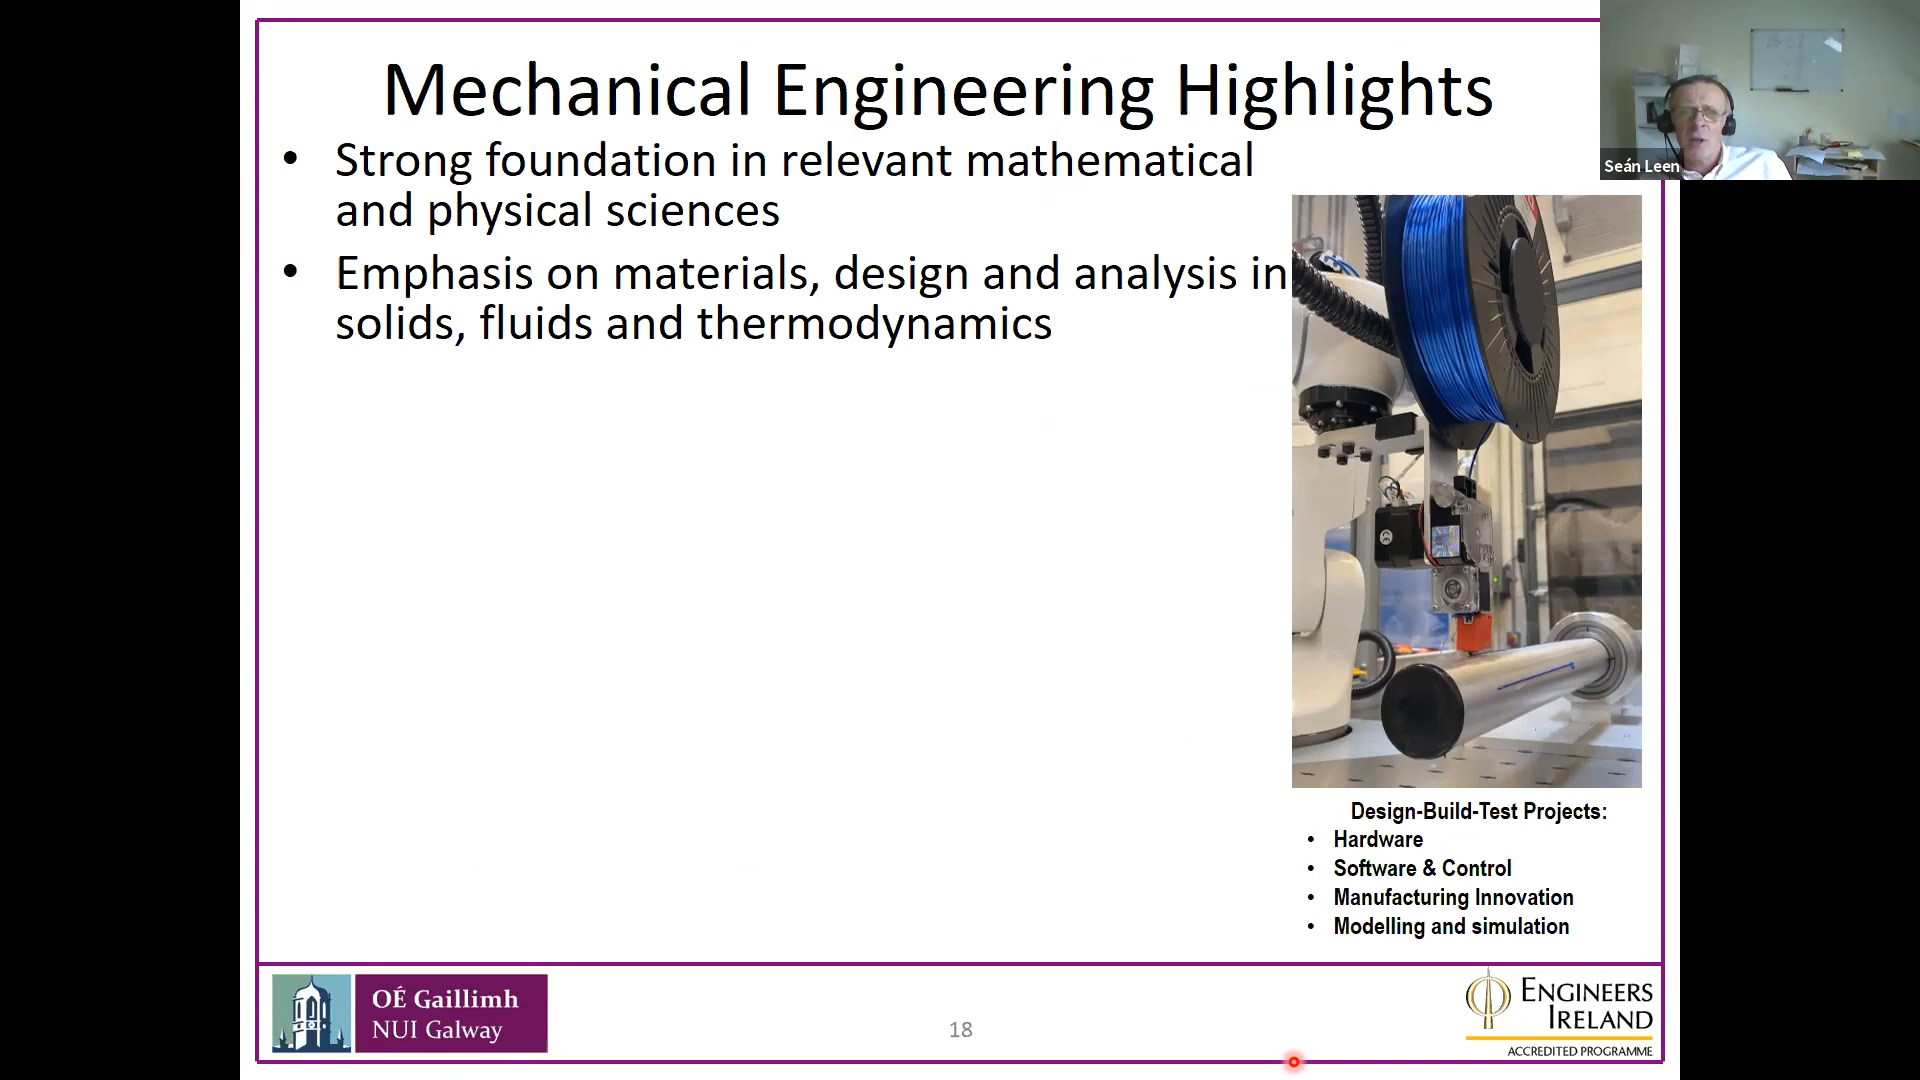 Mechanical Engineering Highlights
• Strong foundation in relevant mathematical
and physical sciences
• Emphasis on materials, design and analysis in
solids, fluids and thermodynamics
Seán Leen
Design-Build-Test Projects:
• Hardware
• Software & Control
• Manufacturing Innovation
• Modelling and simulation
OÉ Gaillimh
NUI Galway
18
ENGINEERS
IRELAND
ACCREDITED PROGRAMME